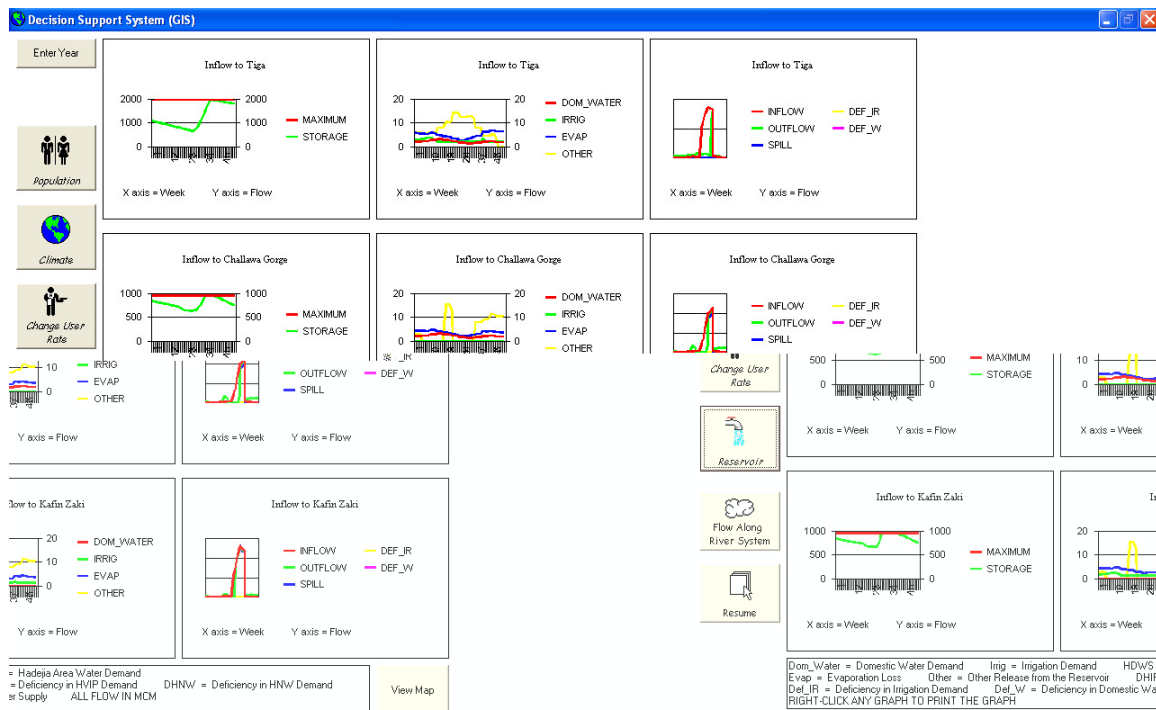 Decision Support System (GIS)
Enter Year
Population
Climate
Change User
Rate
Inflow to Tiga
2000 2000
1000 1000
0 0
MAXIMUM
STORAGE
X axis = Week Y axis = Flow
Inflow to Tiga
20 20
10 10
0 0
DOM_WATER
IRRIG
EVAP
OTHER
X axis = Week Y axis = Flow
Inflow to Tiga
INFLOW DEF_IR
OUTFLOW DEF_W
SPILL
X axis = Week Y axis = Flow
Inflow to Challawa Gorge
1000 1000
500 500
0 0
MAXIMUM
STORAGE
Inflow to Challawa Gorge
20 20
10 10
0 0
DOM_WATER
IRRIG
EVAP
OTHER
Inflow to Challawa Gorge
INFLOW DEF_IR
OUTFLOW DEF_W
SPILL
10
0
IRRIG
EVAP
OTHER
Y axis = Flow
_IR
OUTFLOW DEF_W
SPILL
X axis = Week Y axis = Flow
flow to Kafin Zaki
20
10
0
DOM_WATER
IRRIG
EVAP
OTHER
Y axis = Flow
Inflow to Kafin Zaki
INFLOW DEF_IR
OUTFLOW DEF_W
SPILL
X axis = Week Y axis = Flow
= Hadejia Area Water Demand
= Deficiency in HVIP Demand DHNW = Deficiency in HNW Demand
er Supply ALL FLOW IN MCM
View Map
Change User
Rate
Reservoir
Flow Along
River System
Resume
500 500
0 0
MAXIMUM
STORAGE
X axis = Week Y axis = Flow
10
0
X axis = Week
Inflow to Kafin Zaki
1000 1000
500 500
0 0
MAXIMUM
STORAGE
X axis = Week Y axis = Flow
In
20
10
0
X axis = Week
Dom_Water = Domestic Water Demand Irrig = Irrigation Demand HDWS
Evap = Evaporation Loss Other = Other Release from the Reservoir DHIF
Def_IR = Deficiency in Irrigation Demand Def_W = Deficiency in Domestic Wa
RIGHT-CLICK ANY GRAPH TO PRINT THE GRAPH